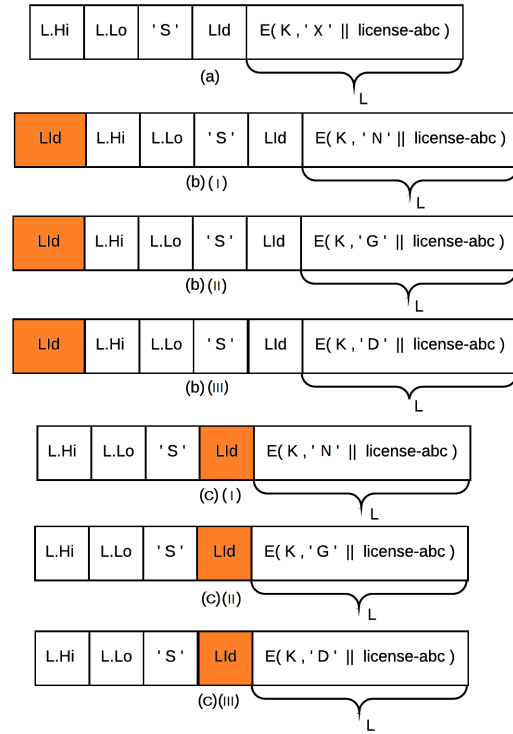 L.Hi L.Lo ' S ' LId E( K , ' X ' || license-abc )
L
(a)
LId L.Hi L.Lo ' S ' LId E( K , ' N ' || license-abc )
(b) (I)
L
LId L.Hi L.Lo ' S ' LId E( K , ' G ' || license-abc )
(b) (II)
L
LId L.Hi L.Lo ' S ' LId E( K , ' D ' || license-abc )
(b) (III)
L
L.Hi L.Lo ' S ' LId E( K , ' N ' || license-abc )
(C) (I)
L
L.Hi L.Lo ' S ' LId E( K , ' G ' || license-abc )
(C) (II)
L
L.Hi L.Lo ' S ' LId E( K , ' D ' || license-abc )
(C) (III)
L